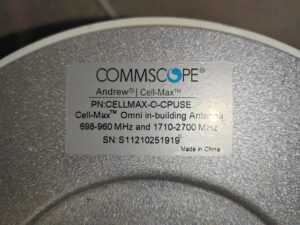 COMMSCOPE®
Andrew® | Cell-Max™
PN:CELLMAX-O-CPUSE
Cell-Max™ Omni in-building Antenna
698-960 MHz and 1710-2700 MHz
SN:S11210251919
Made in China